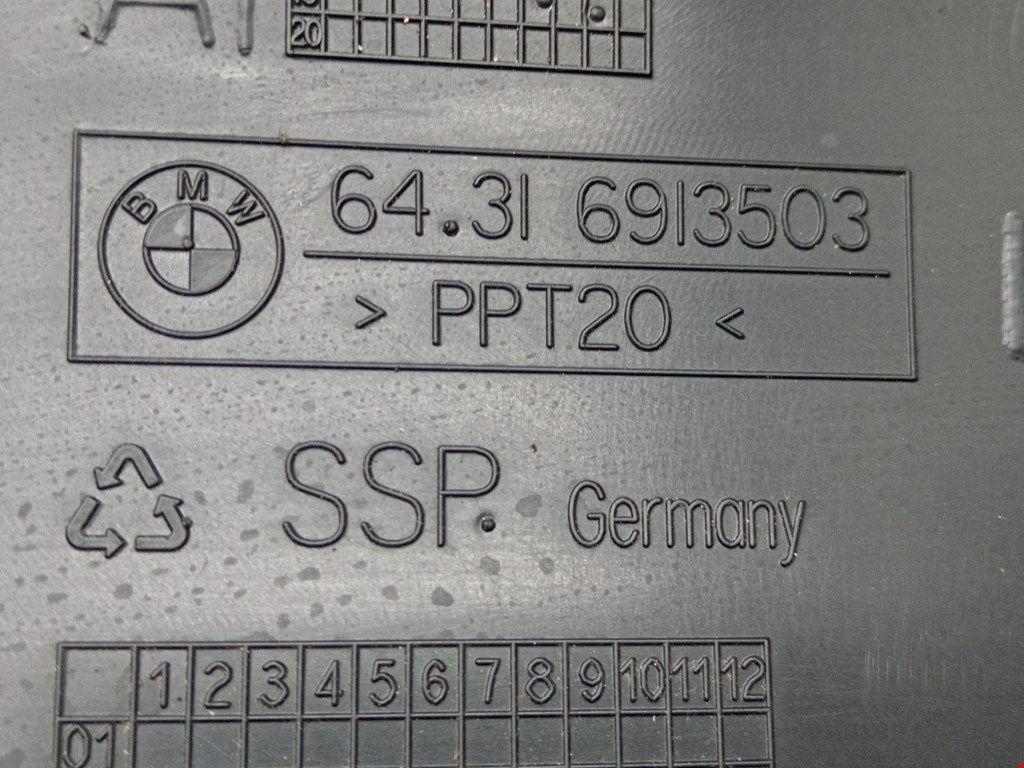 20
BMW
64.31 6913503
> PPT20 <
SSP. Germany
1 2 3 4 5 6 7 8 9 10 11 12
01